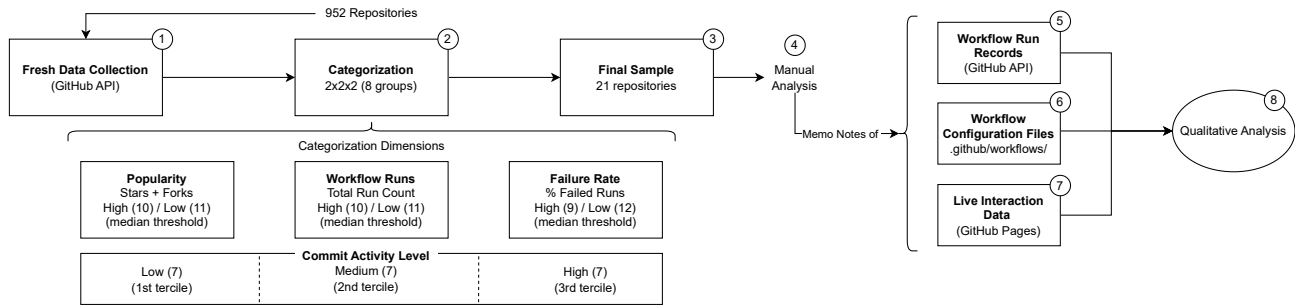 952 Repositories
1
Fresh Data Collection
(GitHub API)
2
Categorization
2x2x2 (8 groups)
3
Final Sample
21 repositories
4
Manual
Analysis
Memo Notes of
5
Workflow Run
Records
(GitHub API)
6
Workflow
Configuration Files
.github/workflows/
7
Live Interaction
Data
(GitHub Pages)
8
Qualitative Analysis
Categorization Dimensions
Popularity
Stars + Forks
High (10) / Low (11)
(median threshold)
Workflow Runs
Total Run Count
High (10) / Low (11)
(median threshold)
Failure Rate
% Failed Runs
High (9) / Low (12)
(median threshold)
Commit Activity Level
Low (7)
(1st tercile)
Medium (7)
(2nd tercile)
High (7)
(3rd tercile)